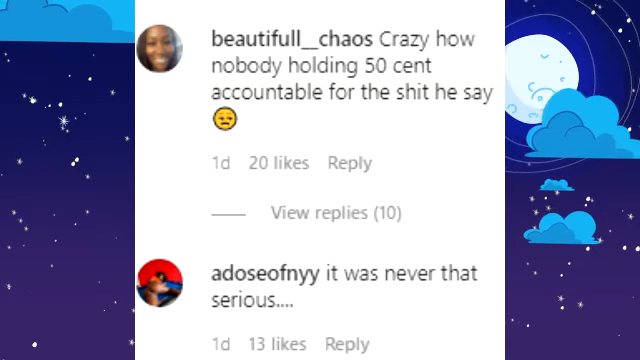 beautifull__chaos Crazy how
nobody holding 50 cent
accountable for the shit he say
😒
1d 20 likes Reply
View replies (10)
adoseofnyy it was never that
serious....
1d 13 likes Reply